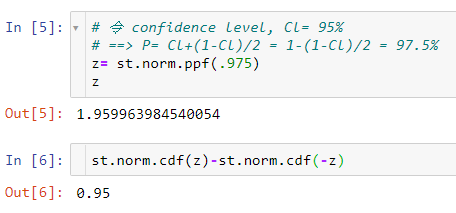 In [5]: # => confidence level, Cl= 95%
# ==> P= Cl+(1-Cl)/2 = 1-(1-Cl)/2 = 97.5%
z= st.norm.ppf(.975)
z
Out[5]: 1.959963984540054
In [6]: st.norm.cdf(z)-st.norm.cdf(-z)
Out[6]: 0.95